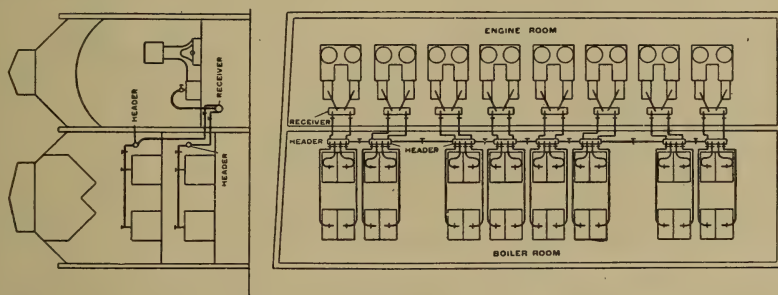 HEADER
RECEIVER
HEADER
ENGINE ROOM
RECEIVER
HEADER
HEADER
BOILER ROOM